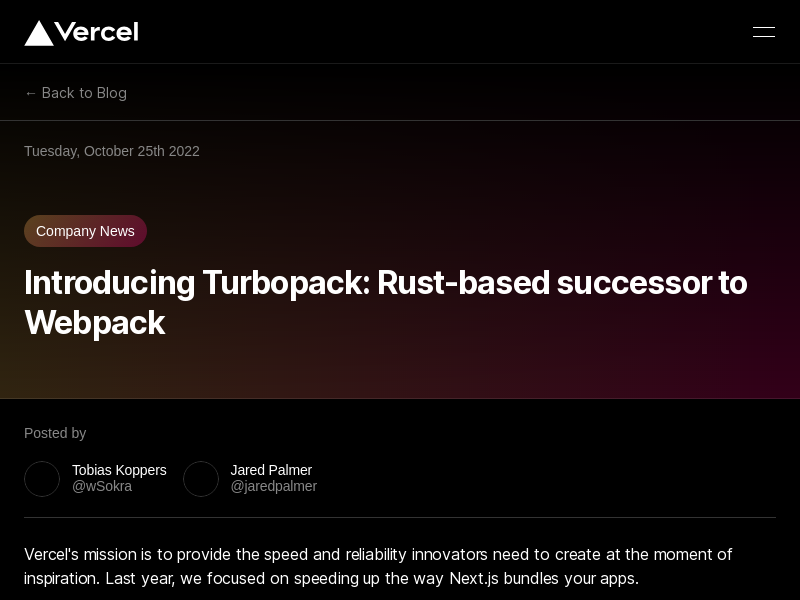 Vercel
← Back to Blog
Tuesday, October 25th 2022
Company News
Introducing Turbopack: Rust-based successor to
Webpack
Posted by
Tobias Koppers
@wSokra
Jared Palmer
@jaredpalmer
Vercel's mission is to provide the speed and reliability innovators need to create at the moment of
inspiration. Last year, we focused on speeding up the way Next.js bundles your apps.